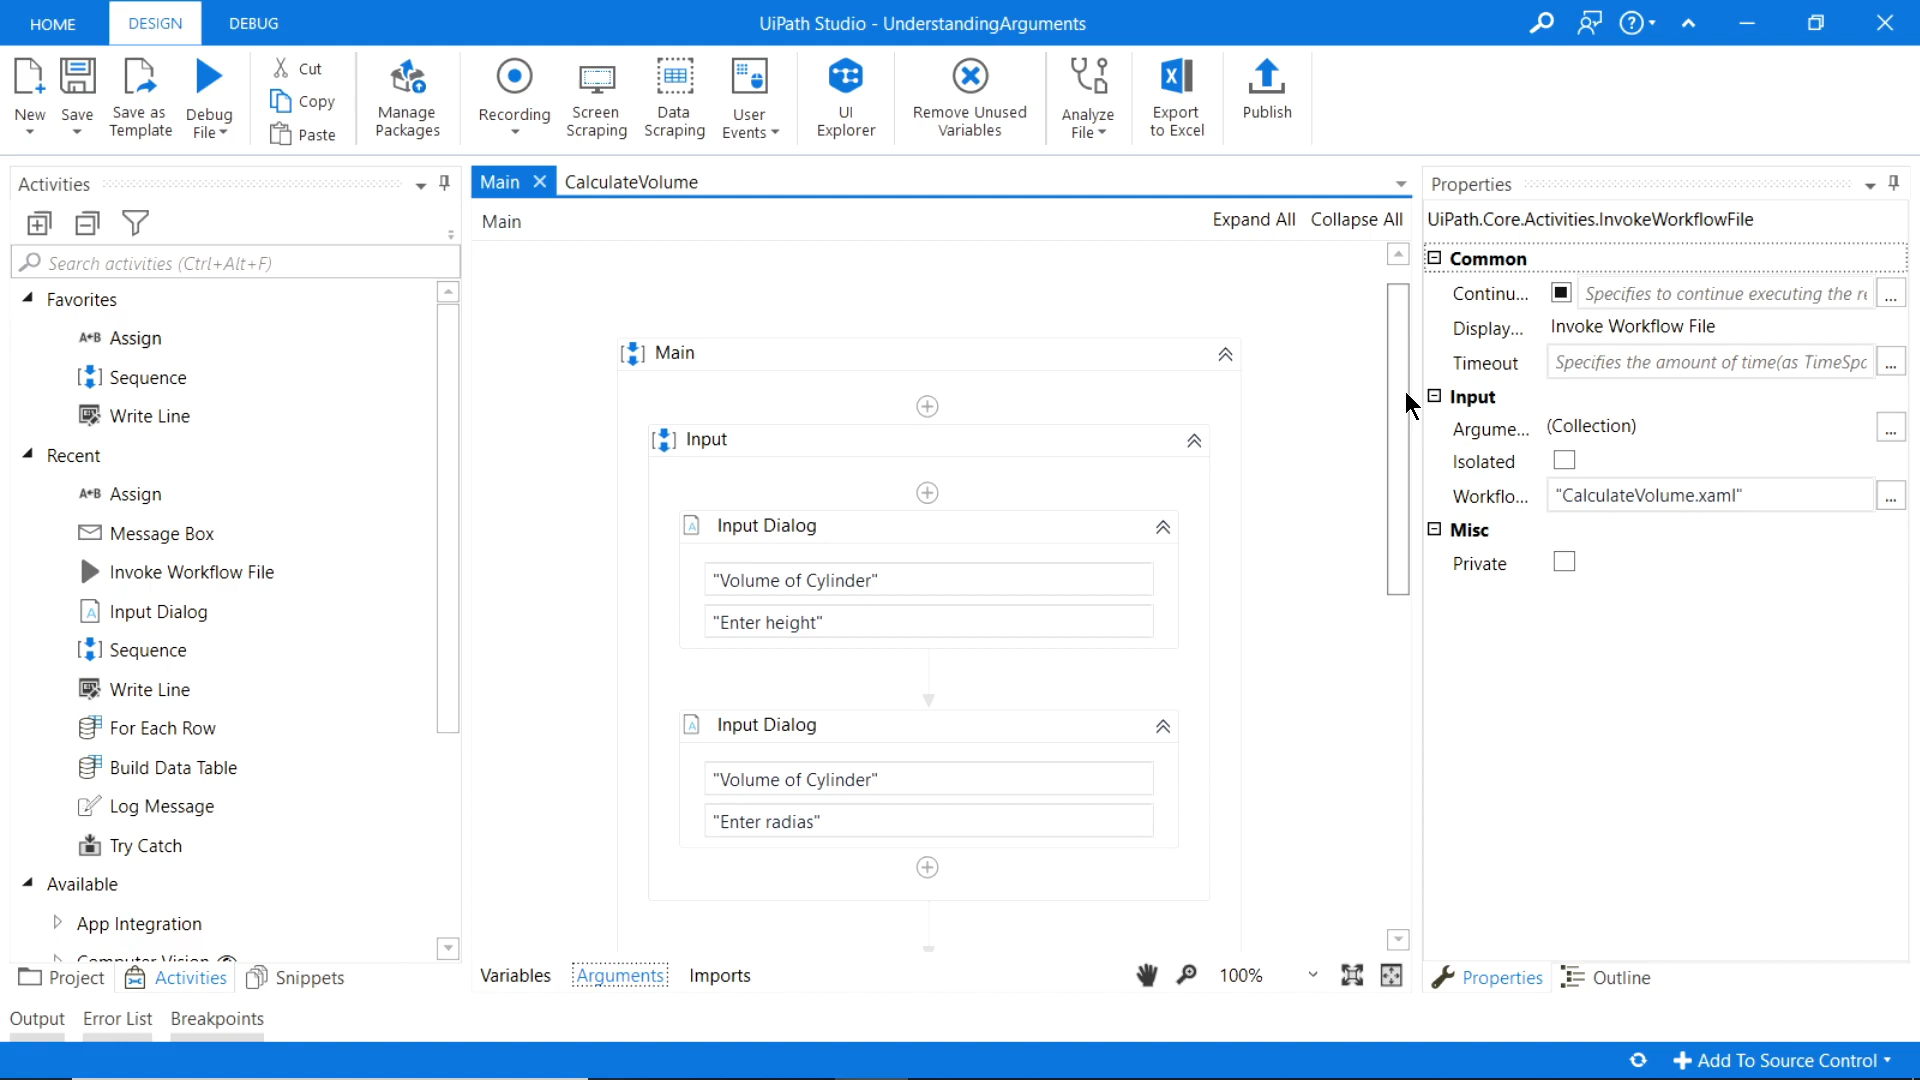 HOME
DESIGN
DEBUG
UiPath Studio - UnderstandingArguments
New
Save
Save as Template
Debug File
Cut
Copy
Paste
Manage Packages
Recording
Screen Scraping
Data Scraping
User Events
UI Explorer
Remove Unused Variables
Analyze File
Export to Excel
Publish
Activities
Search activities (Ctrl+Alt+F)
Favorites
Assign
Sequence
Write Line
Recent
Assign
Message Box
Invoke Workflow File
Input Dialog
Sequence
Write Line
For Each Row
Build Data Table
Log Message
Try Catch
Available
App Integration
Computer Vision
Project
Activities
Snippets
Main
CalculateVolume
Main
Expand All
Collapse All
Main
Input
Input Dialog
"Volume of Cylinder"
"Enter height"
Input Dialog
"Volume of Cylinder"
"Enter radias"
Variables
Arguments
Imports
100%
Properties
UiPath.Core.Activities.InvokeWorkflowFile
Common
Continu... Specifies to continue executing the re ...
Display... Invoke Workflow File
Timeout Specifies the amount of time(as TimeSpa ...
Input
Argume... (Collection) ...
Isolated
Workflo... "CalculateVolume.xaml" ...
Misc
Private
Properties
Outline
Output
Error List
Breakpoints
Add To Source Control